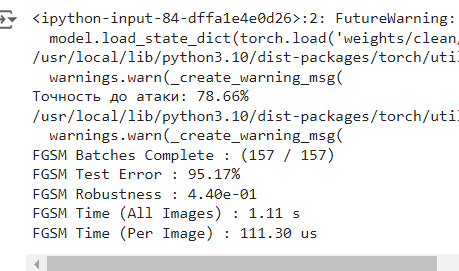 <ipython-input-84-dffa1e4e0d26>:2: FutureWarning:
model.load_state_dict(torch.load('weights/clean/
/usr/local/lib/python3.10/dist-packages/torch/util
warnings.warn(_create_warning_msg(
Точность до атаки: 78.66%
/usr/local/lib/python3.10/dist-packages/torch/util
warnings.warn(_create_warning_msg(
FGSM Batches Complete : (157 / 157)
FGSM Test Error : 95.17%
FGSM Robustness : 4.40e-01
FGSM Time (All Images) : 1.11 s
FGSM Time (Per Image) : 111.30 us